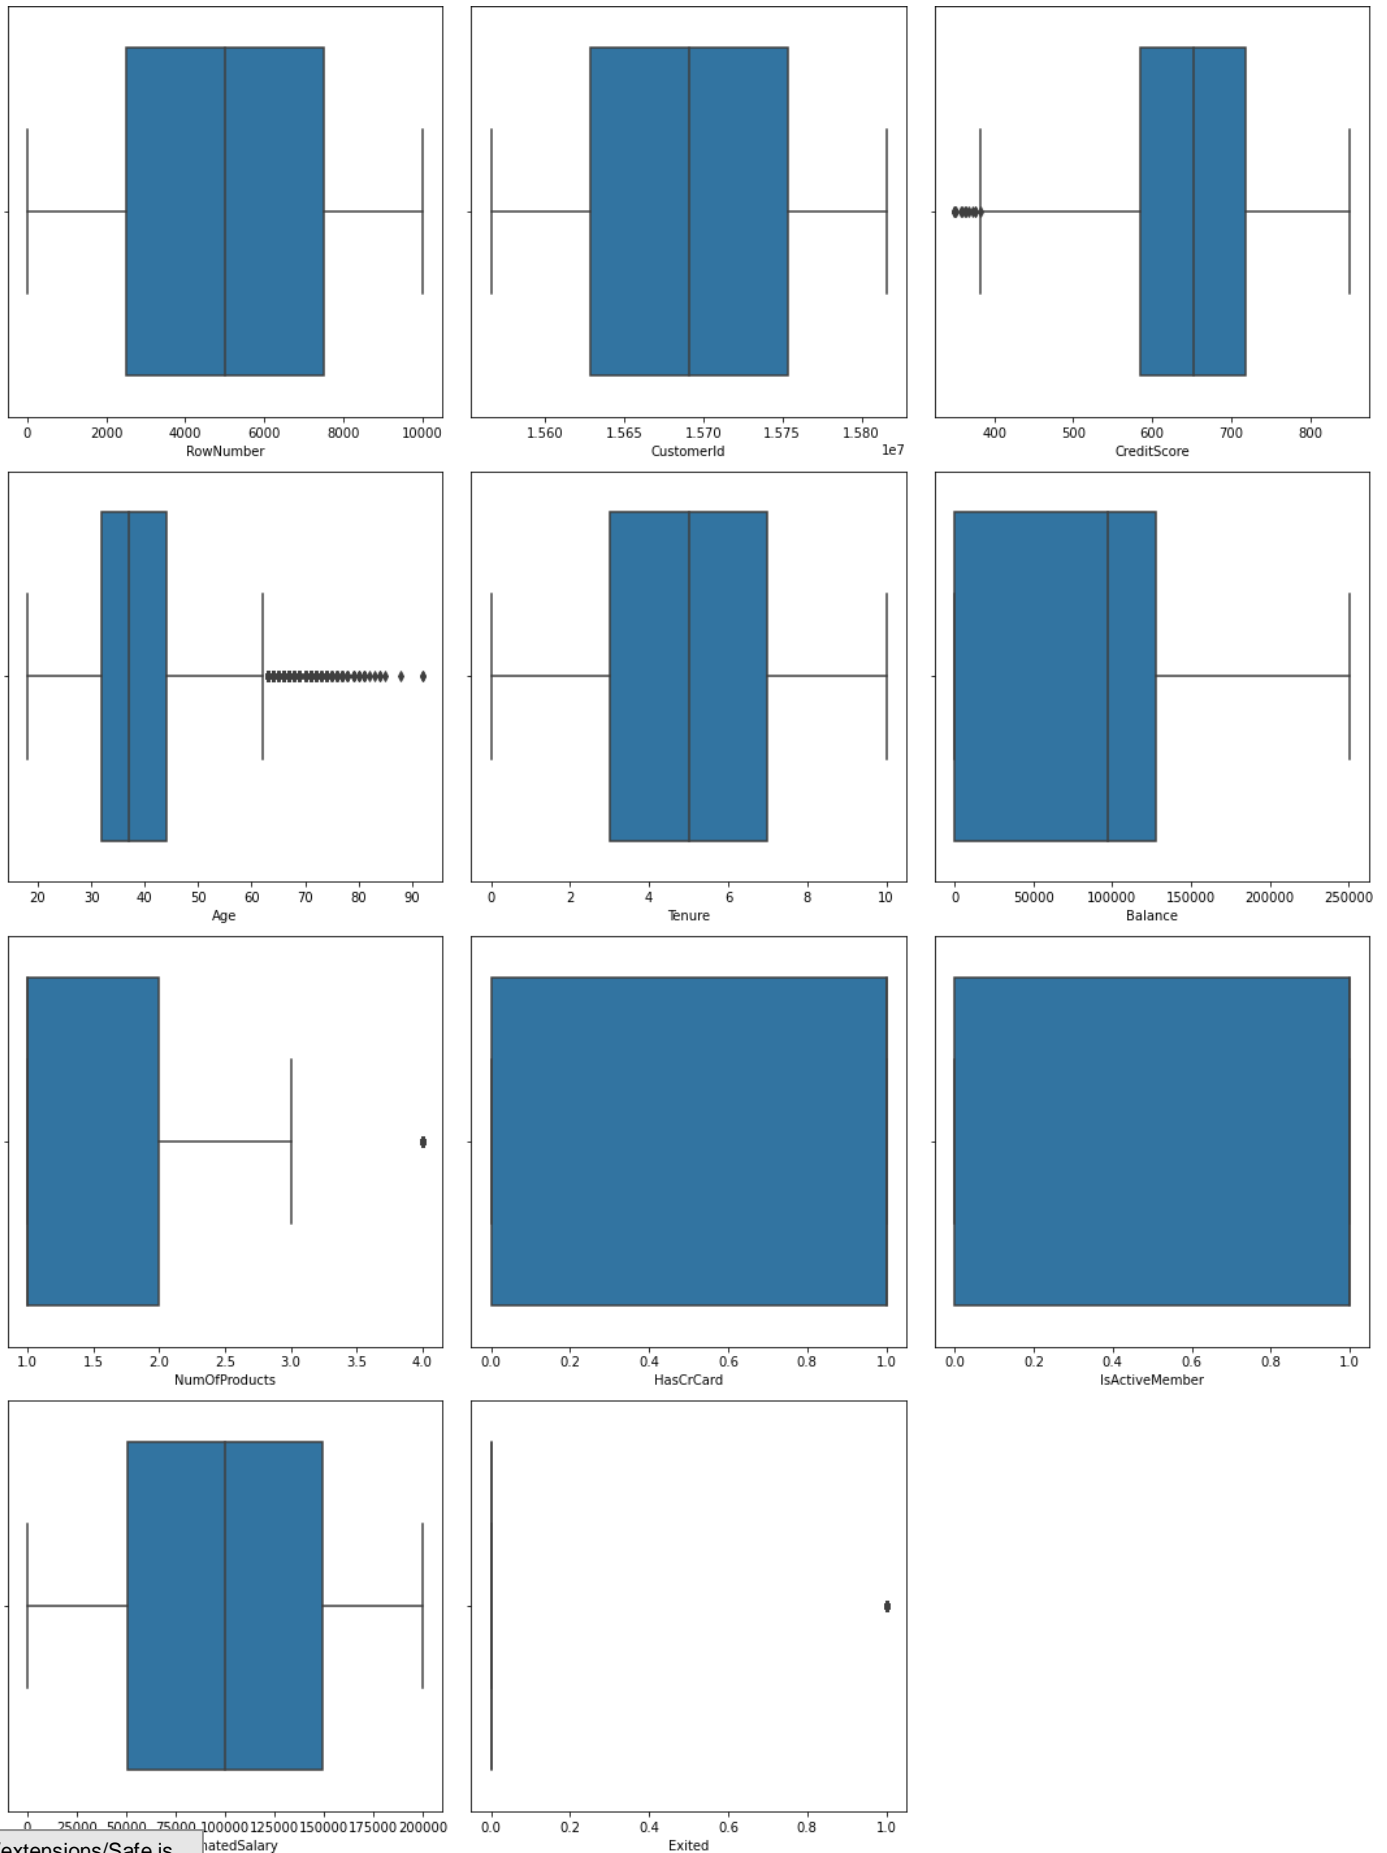 0 2000 4000 6000 8000 10000
RowNumber
1.560 1.565 1.570 1.575 1.580
1e7
CustomerId
400 500 600 700 800
CreditScore
20 30 40 50 60 70 80 90
Age
0 2 4 6 8 10
Tenure
0 50000 100000 150000 200000 250000
Balance
1.0 1.5 2.0 2.5 3.0 3.5 4.0
NumOfProducts
0.0 0.2 0.4 0.6 0.8 1.0
HasCrCard
0.0 0.2 0.4 0.6 0.8 1.0
IsActiveMember
0 25000 50000 75000 100000 125000 150000 175000 200000
natedSalary
0.0 0.2 0.4 0.6 0.8 1.0
Exited
extensions/Safe.js